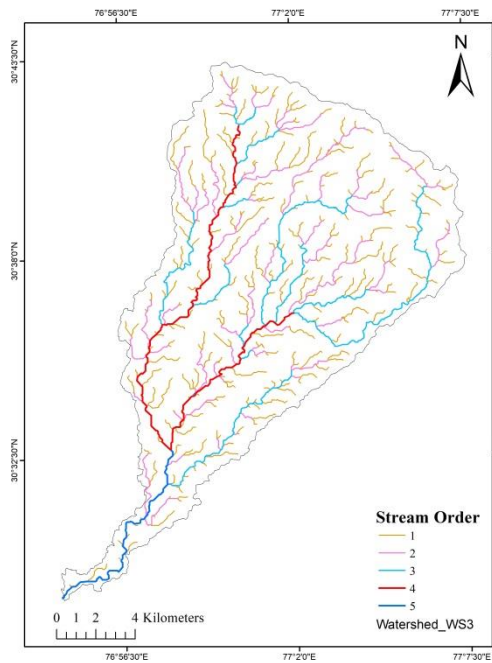 76°56'30"E 77°2'0"E 77°7'30"E
N
30°43'30"N
30°38'0"N
30°32'30"N
Stream Order
1
2
3
4
5
Watershed_WS3
0 1 2 4 Kilometers
76°56'30"E 77°2'0"E 77°7'30"E